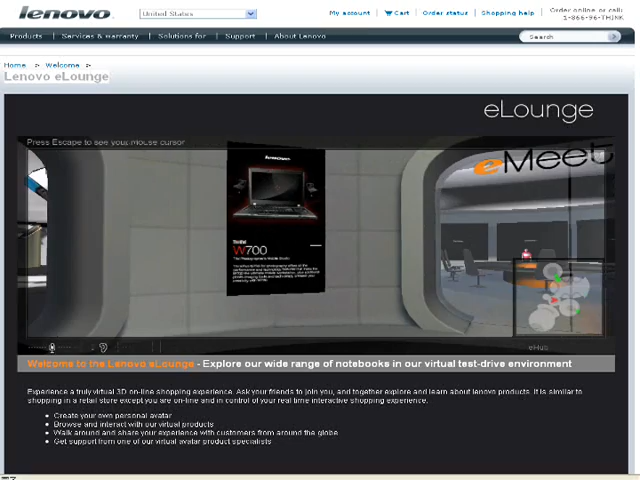 lenovo
United States
My account
Cart
Order status
Shopping help
Order online or call:
1-866-96-THINK
Products
Services & warranty
Solutions for
Support
About Lenovo
Search
Home > Welcome >
Lenovo eLounge
eLounge
Press Escape to see your mouse cursor
eMeet
W700
eHub
Welcome to the Lenovo eLounge - Explore our wide range of notebooks in our virtual test-drive environment
Experience a truly virtual 3D on-line shopping experience. Ask your friends to join you, and together explore and learn about lenovo products. It is similar to
shopping in a retail store except you are on-line and in control of your real time interactive shopping experience.
Create your own personal avatar
Browse and interact with our virtual products
Walk around and share your experience with customers from around the globe
Get support from one of our virtual avatar product specialists